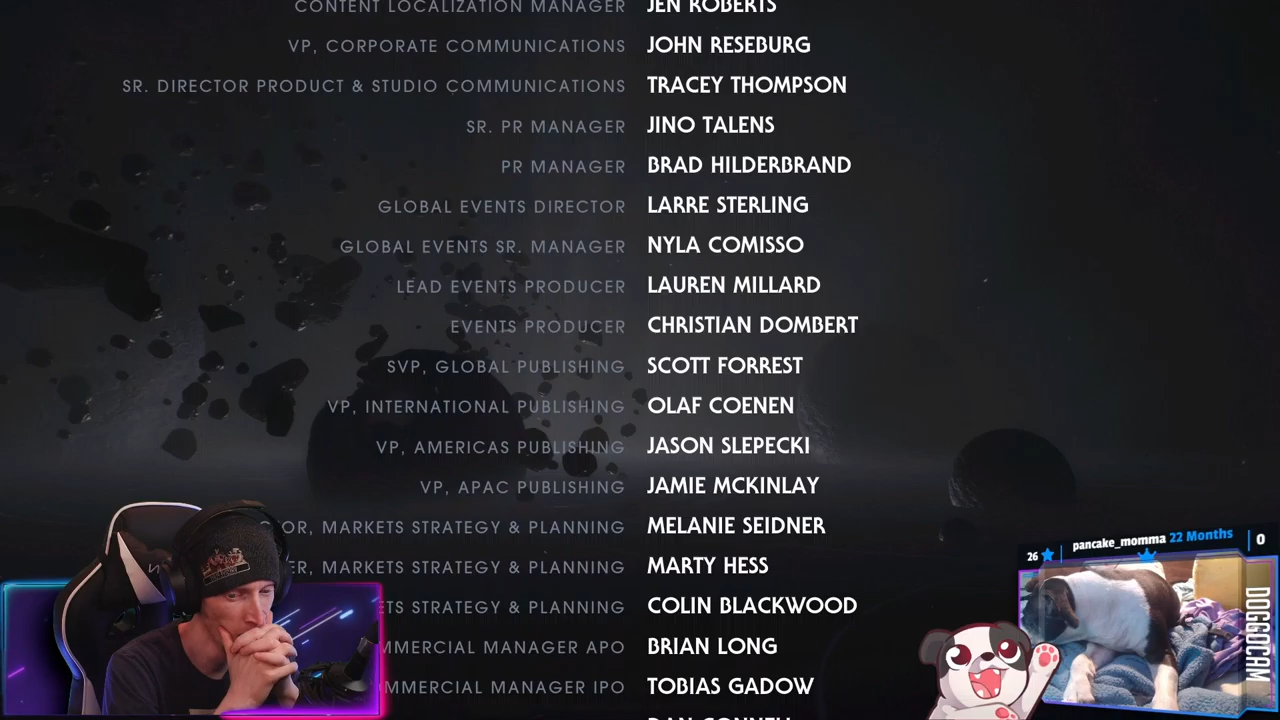 CONTENT LOCALIZATION MANAGER JEN ROBERTS
VP, CORPORATE COMMUNICATIONS JOHN RESEBURG
SR. DIRECTOR PRODUCT & STUDIO COMMUNICATIONS TRACEY THOMPSON
SR. PR MANAGER JINO TALENS
PR MANAGER BRAD HILDERBRAND
GLOBAL EVENTS DIRECTOR LARRE STERLING
GLOBAL EVENTS SR. MANAGER NYLA COMISSO
LEAD EVENTS PRODUCER LAUREN MILLARD
EVENTS PRODUCER CHRISTIAN DOMBERT
SVP, GLOBAL PUBLISHING SCOTT FORREST
VP, INTERNATIONAL PUBLISHING OLAF COENEN
VP, AMERICAS PUBLISHING JASON SLEPECKI
VP, APAC PUBLISHING JAMIE MCKINLAY
MARKETS STRATEGY & PLANNING MELANIE SEIDNER
MARKETS STRATEGY & PLANNING MARTY HESS
STRATEGY & PLANNING COLIN BLACKWOOD
MANAGER APO BRIAN LONG
MANAGER IPO TOBIAS GADOW
26 pancake_momma 22 Months 0
DOGGOCAM